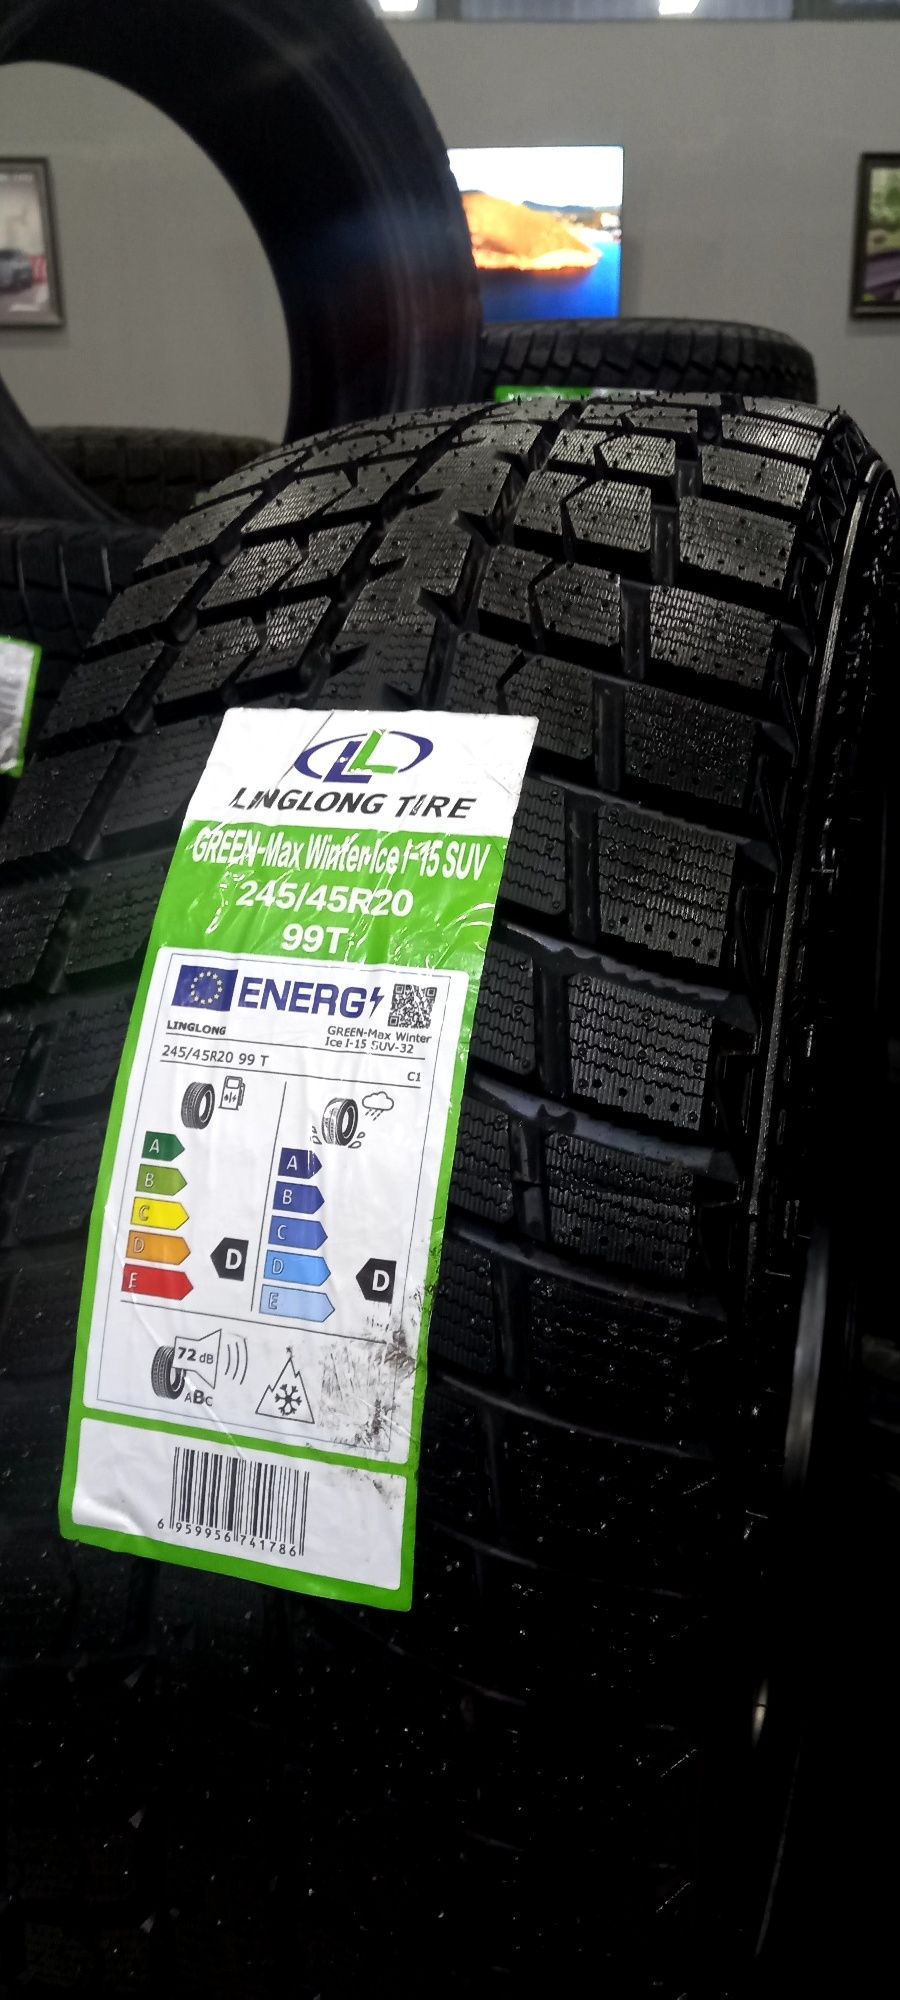 LL
LINGLONG TIRE
GREEN-Max Winter Ice I-15 SUV
245/45R20
99T
ENERG
LINGLONG
GREEN-Max Winter
Ice I-15 SUV-32
245/45R20 99 T
C1
A
B
C
D
E
D
A
B
C
D
E
D
72 dB
ABC
6 959956 741786